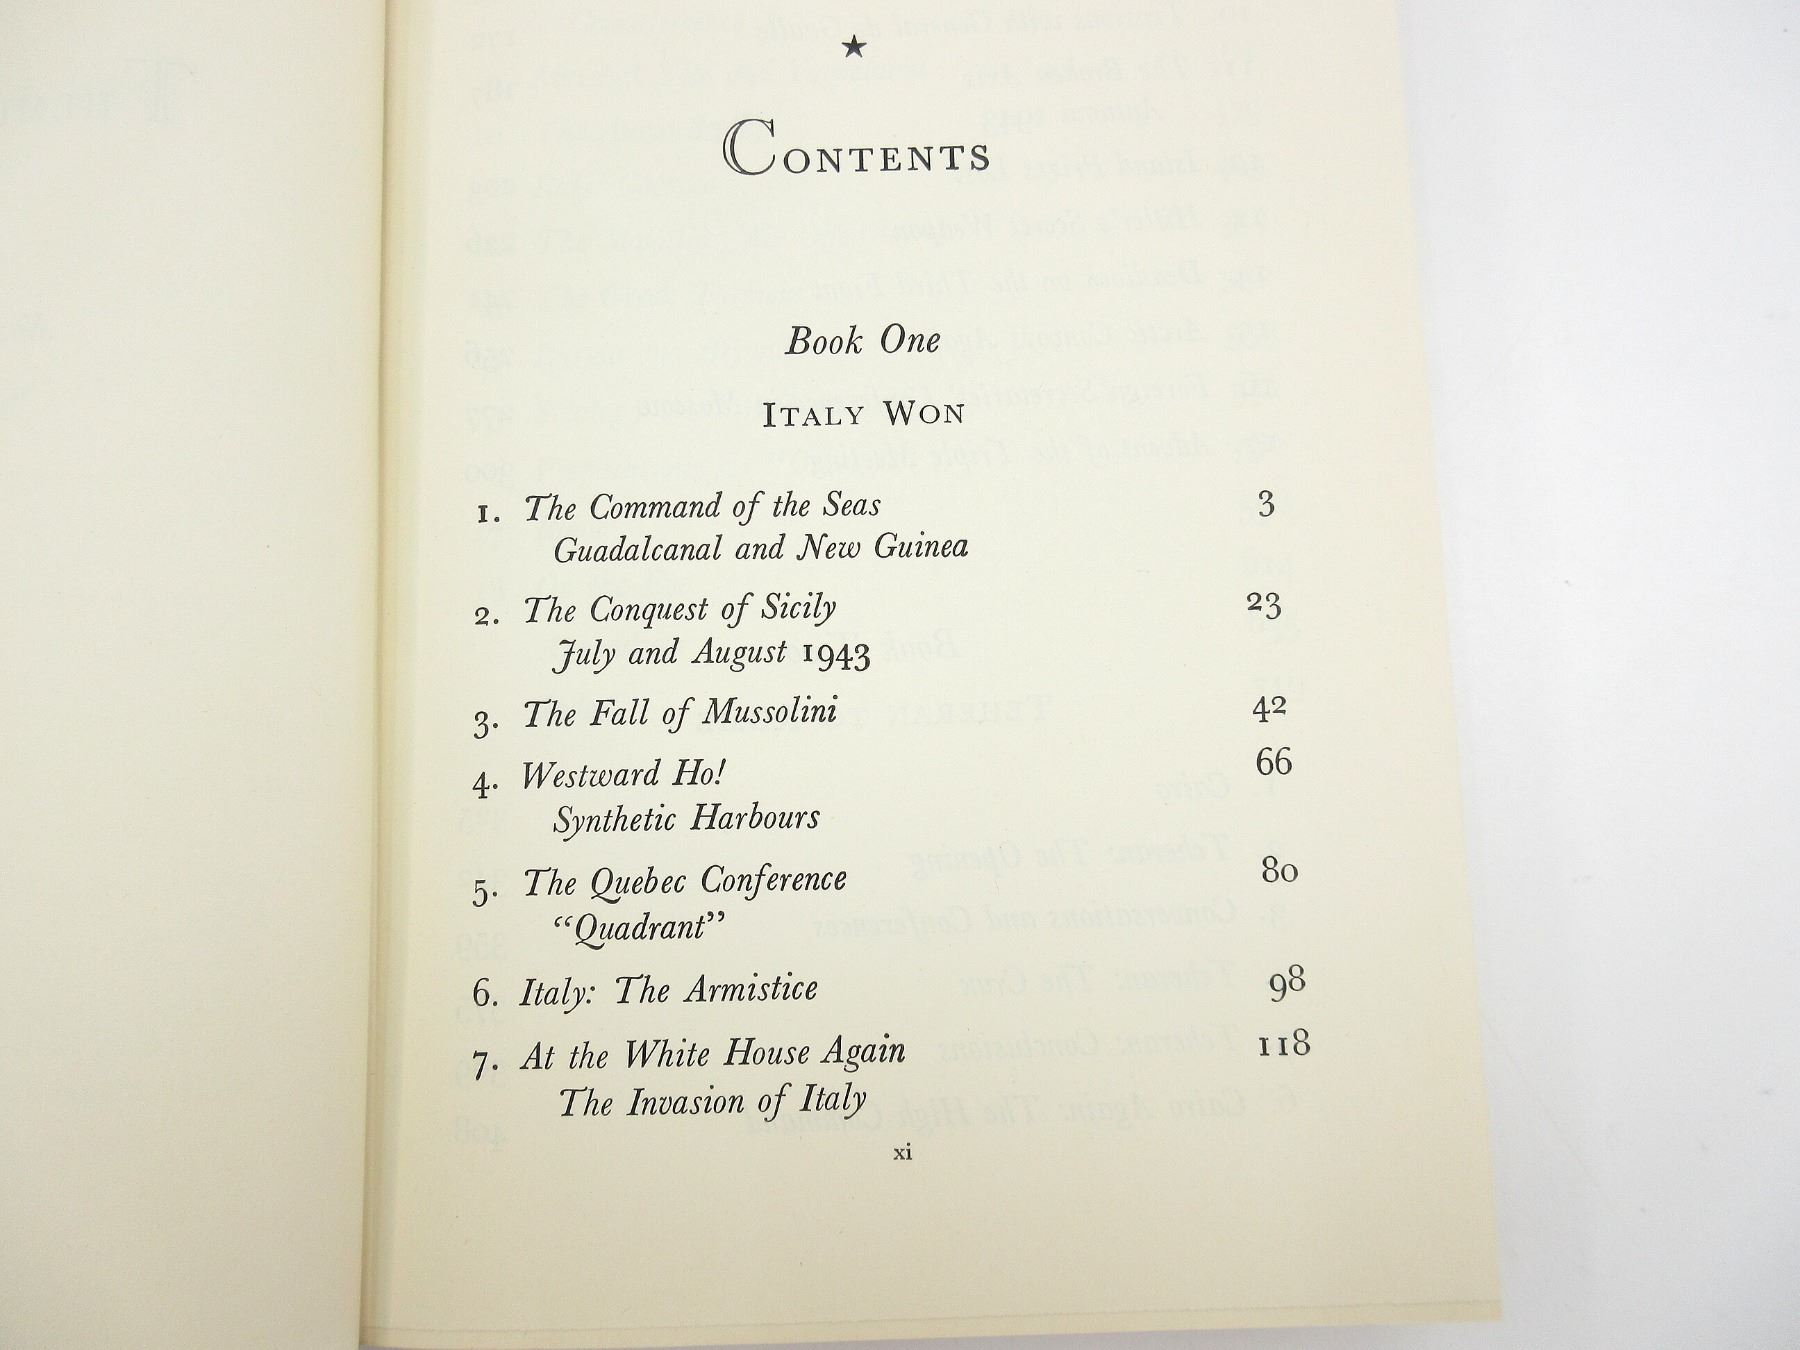 ★
CONTENTS
Book One
ITALY WON
1. The Command of the Seas 3
Guadalcanal and New Guinea
2. The Conquest of Sicily 23
July and August 1943
3. The Fall of Mussolini 42
4. Westward Ho! 66
Synthetic Harbours
5. The Quebec Conference 80
“Quadrant”
6. Italy: The Armistice 98
7. At the White House Again 118
The Invasion of Italy
xi